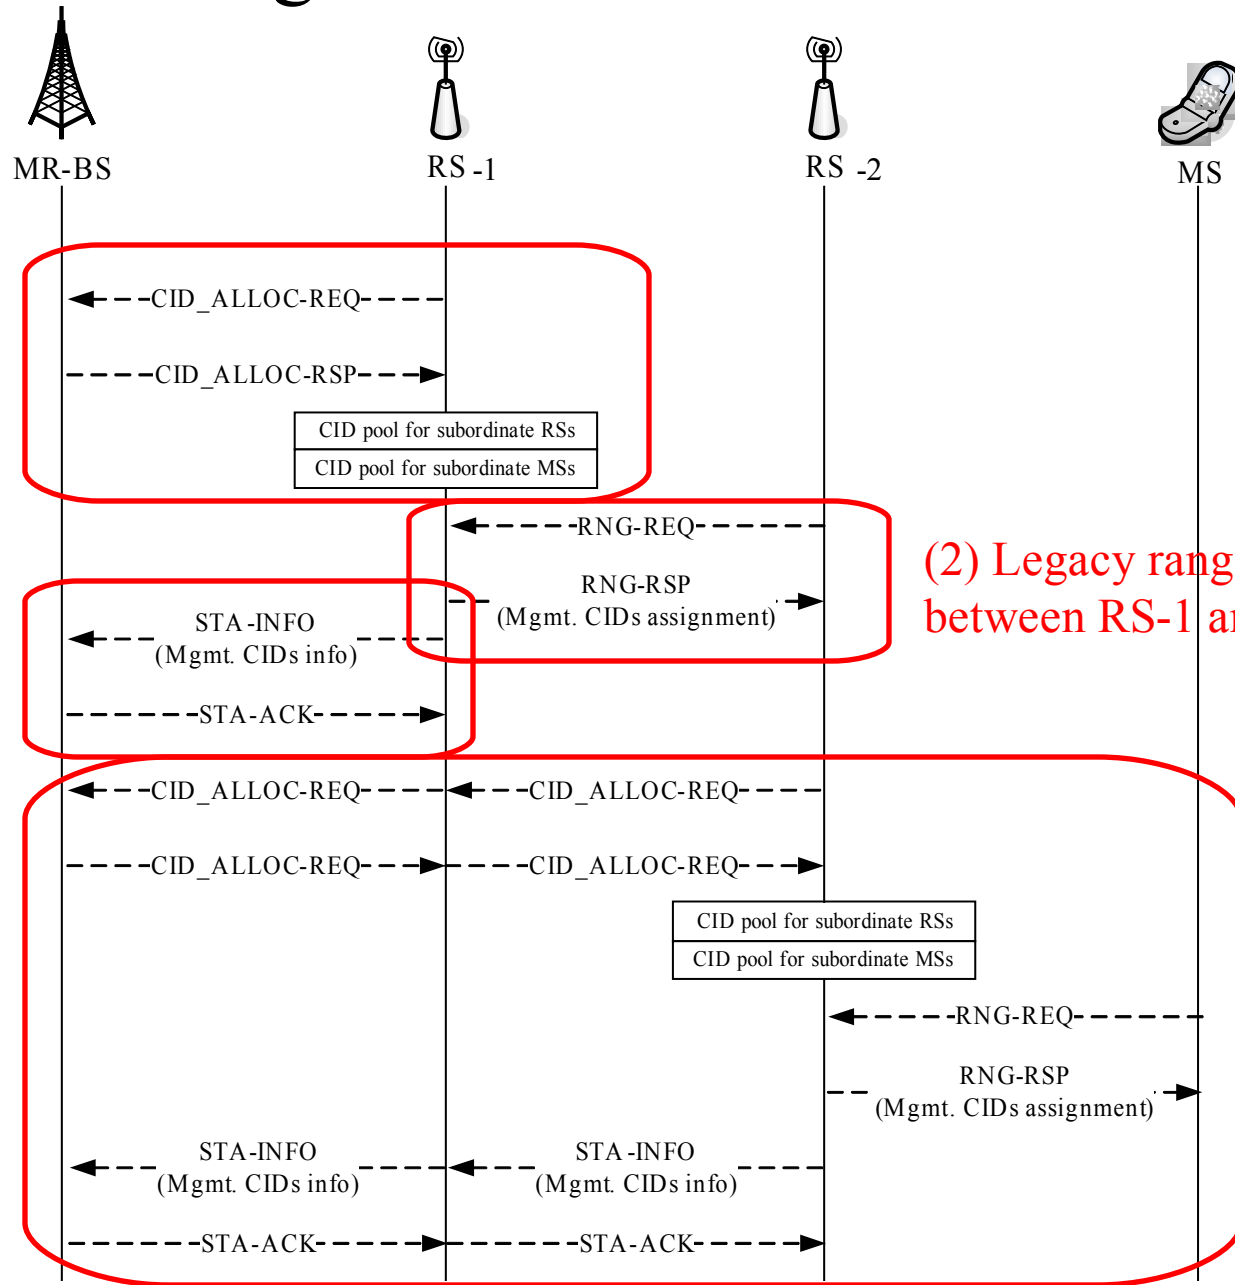 MR-BS
RS -1
RS -2
MS
CID_ALLOC-REQ
CID_ALLOC-RSP
CID pool for subordinate RSs
CID pool for subordinate MSs
RNG-REQ
(2) Legacy rang
between RS-1 a
RNG-RSP
(Mgmt. CIDs assignment)
STA-INFO
(Mgmt. CIDs info)
STA-ACK
CID_ALLOC-REQ
CID_ALLOC-REQ
CID_ALLOC-REQ
CID_ALLOC-REQ
CID pool for subordinate RSs
CID pool for subordinate MSs
RNG-REQ
RNG-RSP
(Mgmt. CIDs assignment)
STA-INFO
(Mgmt. CIDs info)
STA-INFO
(Mgmt. CIDs info)
STA-ACK
STA-ACK